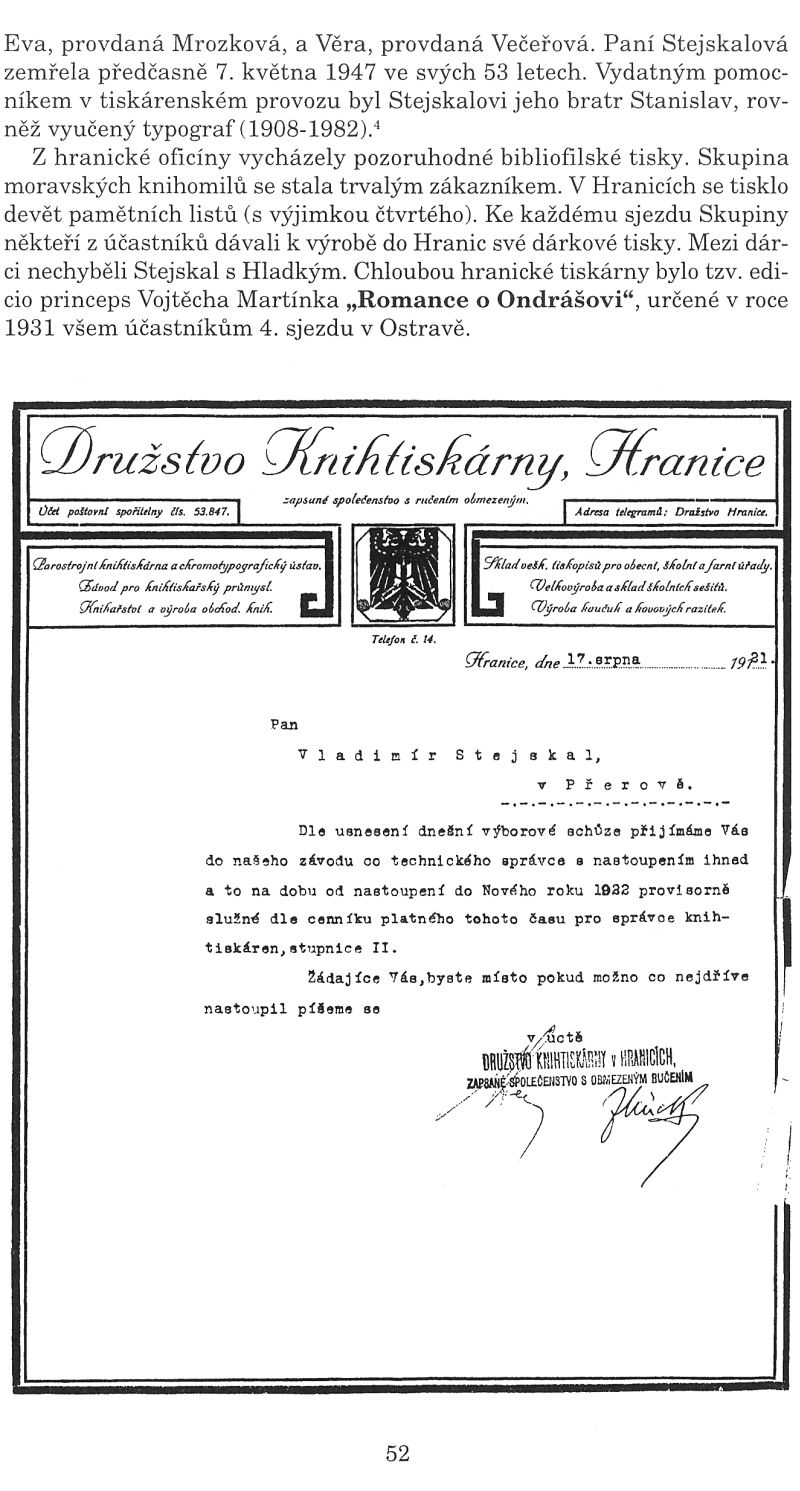 Eva, provdaná Mrozková, a Věra, provdaná Večeřová. Paní Stejskalová
zemřela předčasně 7. května 1947 ve svých 53 letech. Vydatným pomoc-
níkem v tiskárenském provozu byl Stejskalovi jeho bratr Stanislav, rov-
něž vyučený typograf (1908-1982).⁴
Z hranické oficíny vycházely pozoruhodné bibliofilské tisky. Skupina
moravských knihomilů se stala trvalým zákazníkem. V Hranicích se tisklo
devět pamětních listů (s výjimkou čtvrtého). Ke každému sjezdu Skupiny
někteří z účastníků dávali k výrobě do Hranic své dárkové tisky. Mezi dár-
ci nechyběli Stejskal s Hladkým. Chloubou hranické tiskárny bylo tzv. edi-
cio princeps Vojtěcha Martínka „Romance o Ondrášovi“, určené v roce
1931 všem účastníkům 4. sjezdu v Ostravě.
Družstvo Knihtiskárny, Hranice
zapsané společenstvo s ručením obmezeným.
Účet poštovní spořitelny čís. 53.847.
Adresa telegramů: Družstvo Hranice.
Parostrojní knihtiskárna a chromotypografický ústav.
Závod pro knihtiskařský průmysl.
Knihařství a výroba obchod. knih.
Sklad vešk. tiskopisů pro obecní, školní a farní úřady.
Velkovýroba a sklad školních sešitů.
Výroba kaučuk a kovových razítek.
Telefon č. 14.
Hranice, dne 17.srpna 1921.
Pan
Vladimír Stejskal,
v Přerově.
Dle usnesení dnešní výborové schůze přijímáme Vás
do našeho závodu co technického správce s nastoupením ihned
a to na dobu od nastoupení do Nového roku 1922 provisorně
služné dle cenníku platného tohoto času pro správce knih-
tiskáren,stupnice II.
Žádajíce Vás,byste místo pokud možno co nejdříve
nastoupil píšeme se
v úctě
DRUŽSTVO KNIHTISKÁRNY v HRANICÍCH,
ZAPSANÉ SPOLEČENSTVO S OBMEZENÝM RUČENÍM
52